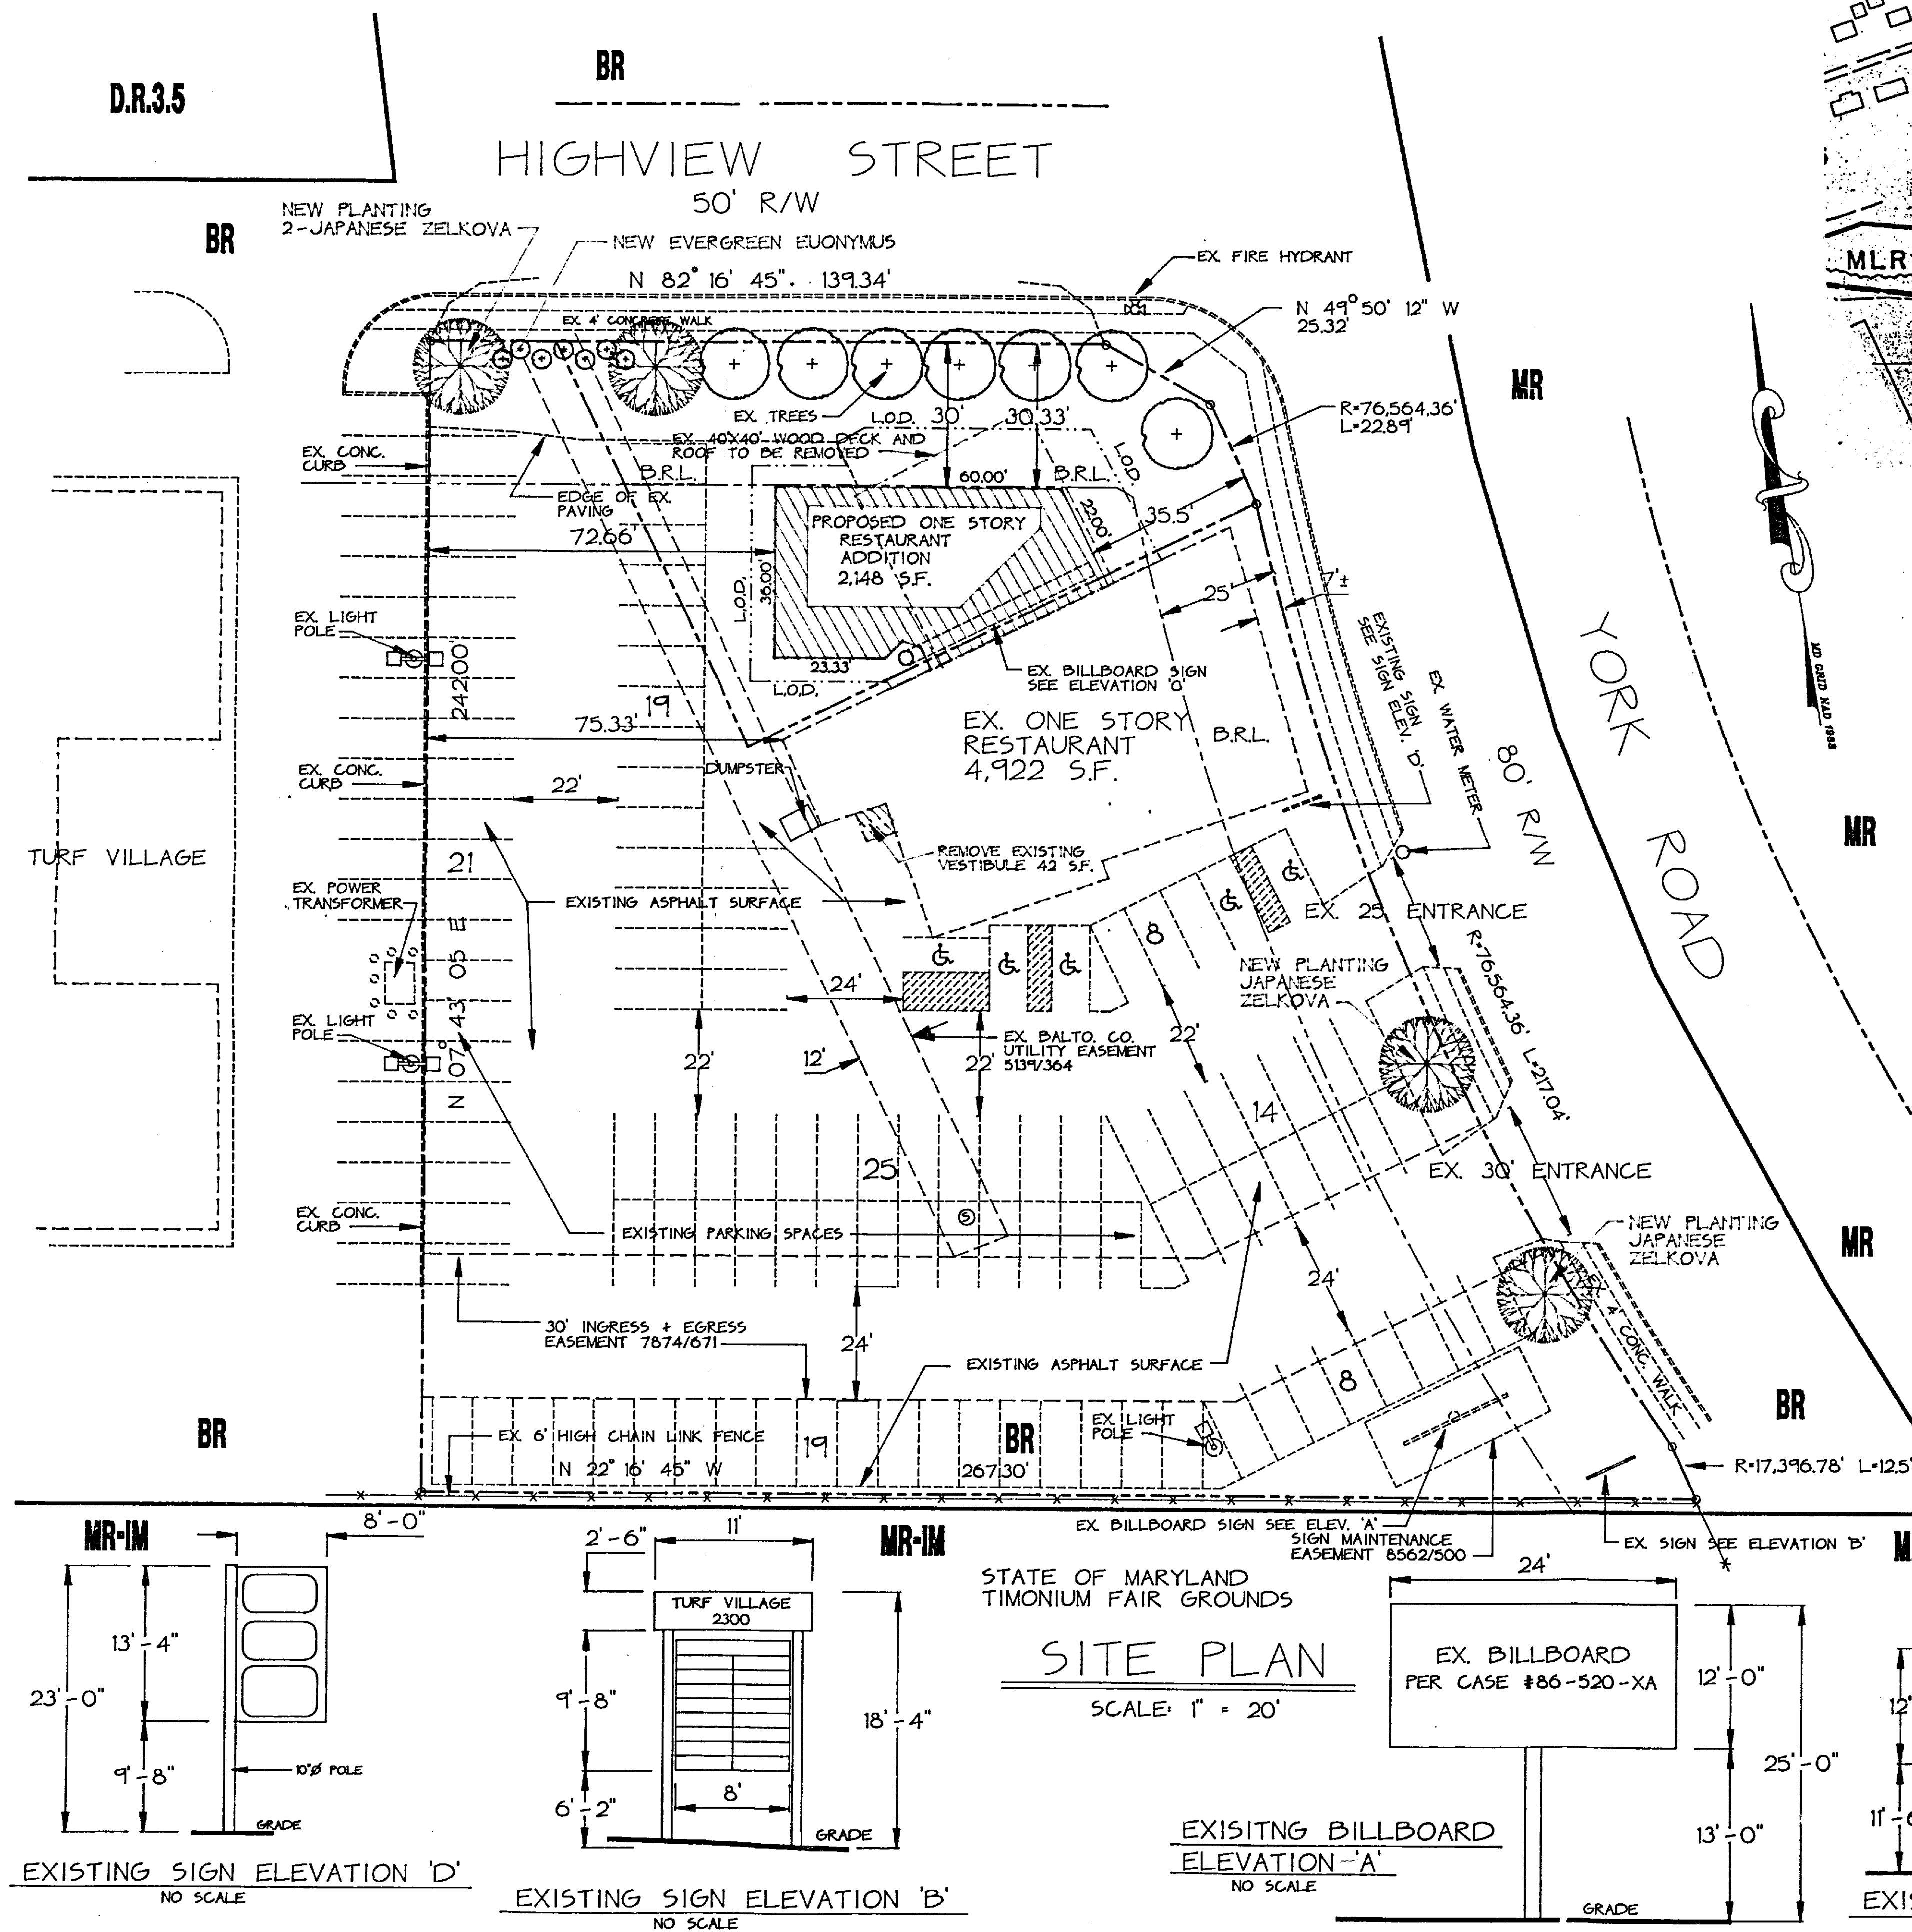 D.R.3.5
BR
HIGHVIEW STREET
50' R/W
NEW PLANTING
2-JAPANESE ZELKOVA
BR
NEW EVERGREEN EUONYMUS
N 82° 16' 45". 139.34'
EX. FIRE HYDRANT
N 49° 50' 12" W
25.32'
MLR
MR
EX. 4' CONCRETE WALK
R=76,564.36'
L=22.89'
EX. TREES
L.O.D.
30'
30.33'
EX. 40'X40' WOOD DECK AND
ROOF TO BE REMOVED
L.O.D.
EX. CONC.
CURB
B.R.L.
60.00'
B.R.L.
EDGE OF EX.
PAVING
72.66'
22.00'
35.5'
PROPOSED ONE STORY
RESTAURANT
ADDITION
2,148 S.F.
L.O.D.
36.00'
25'
7'±
EX. LIGHT
POLE
23.33'
L.O.D.
EX. BILLBOARD SIGN
SEE ELEVATION 'C'
EXISTING SIGN
SEE SIGN ELEV. 'D'
EX. WATER METER
YORK ROAD
80' R/W
MD GRID NAD 1988
242.00'
19
75.33'
EX. ONE STORY
RESTAURANT
4,922 S.F.
B.R.L.
EX. CONC.
CURB
22'
DUMPSTER
MR
TURF VILLAGE
21
REMOVE EXISTING
VESTIBULE 42 S.F.
EX. POWER
TRANSFORMER
EXISTING ASPHALT SURFACE
8
EX. 25' ENTRANCE
N 07° 43' 05 E
24'
NEW PLANTING
JAPANESE
ZELKOVA
R=76,564.36' L=217.04'
EX. LIGHT
POLE
22'
12'
EX. BALTO. CO.
UTILITY EASEMENT
5139/364
22'
22'
14
25
EX. 30' ENTRANCE
EX. CONC.
CURB
S
EXISTING PARKING SPACES
NEW PLANTING
JAPANESE
ZELKOVA
MR
24'
30' INGRESS + EGRESS
EASEMENT 7874/671
24'
EXISTING ASPHALT SURFACE
8
EX. 4' CONC. WALK
BR
BR
EX. 6' HIGH CHAIN LINK FENCE
19
BR
EX. LIGHT
POLE
N 22° 16' 45" W
267.30'
R=17,396.78' L=12.5'
EX. BILLBOARD SIGN SEE ELEV. 'A'
SIGN MAINTENANCE
EASEMENT 8562/500
EX. SIGN SEE ELEVATION 'B'
MR-IM
8'-0"
13'-4"
23'-0"
9'-8"
10"Ø POLE
GRADE
EXISTING SIGN ELEVATION 'D'
NO SCALE
2'-6"
11'
MR-IM
TURF VILLAGE
2300
9'-8"
18'-4"
8'
6'-2"
GRADE
EXISTING SIGN ELEVATION 'B'
NO SCALE
STATE OF MARYLAND
TIMONIUM FAIR GROUNDS
SITE PLAN
SCALE: 1" = 20'
24'
EX. BILLBOARD
PER CASE #86-520-XA
12'-0"
25'-0"
13'-0"
EXISITNG BILLBOARD
ELEVATION-'A'
NO SCALE
GRADE
M
12'
11'-6
EXIS